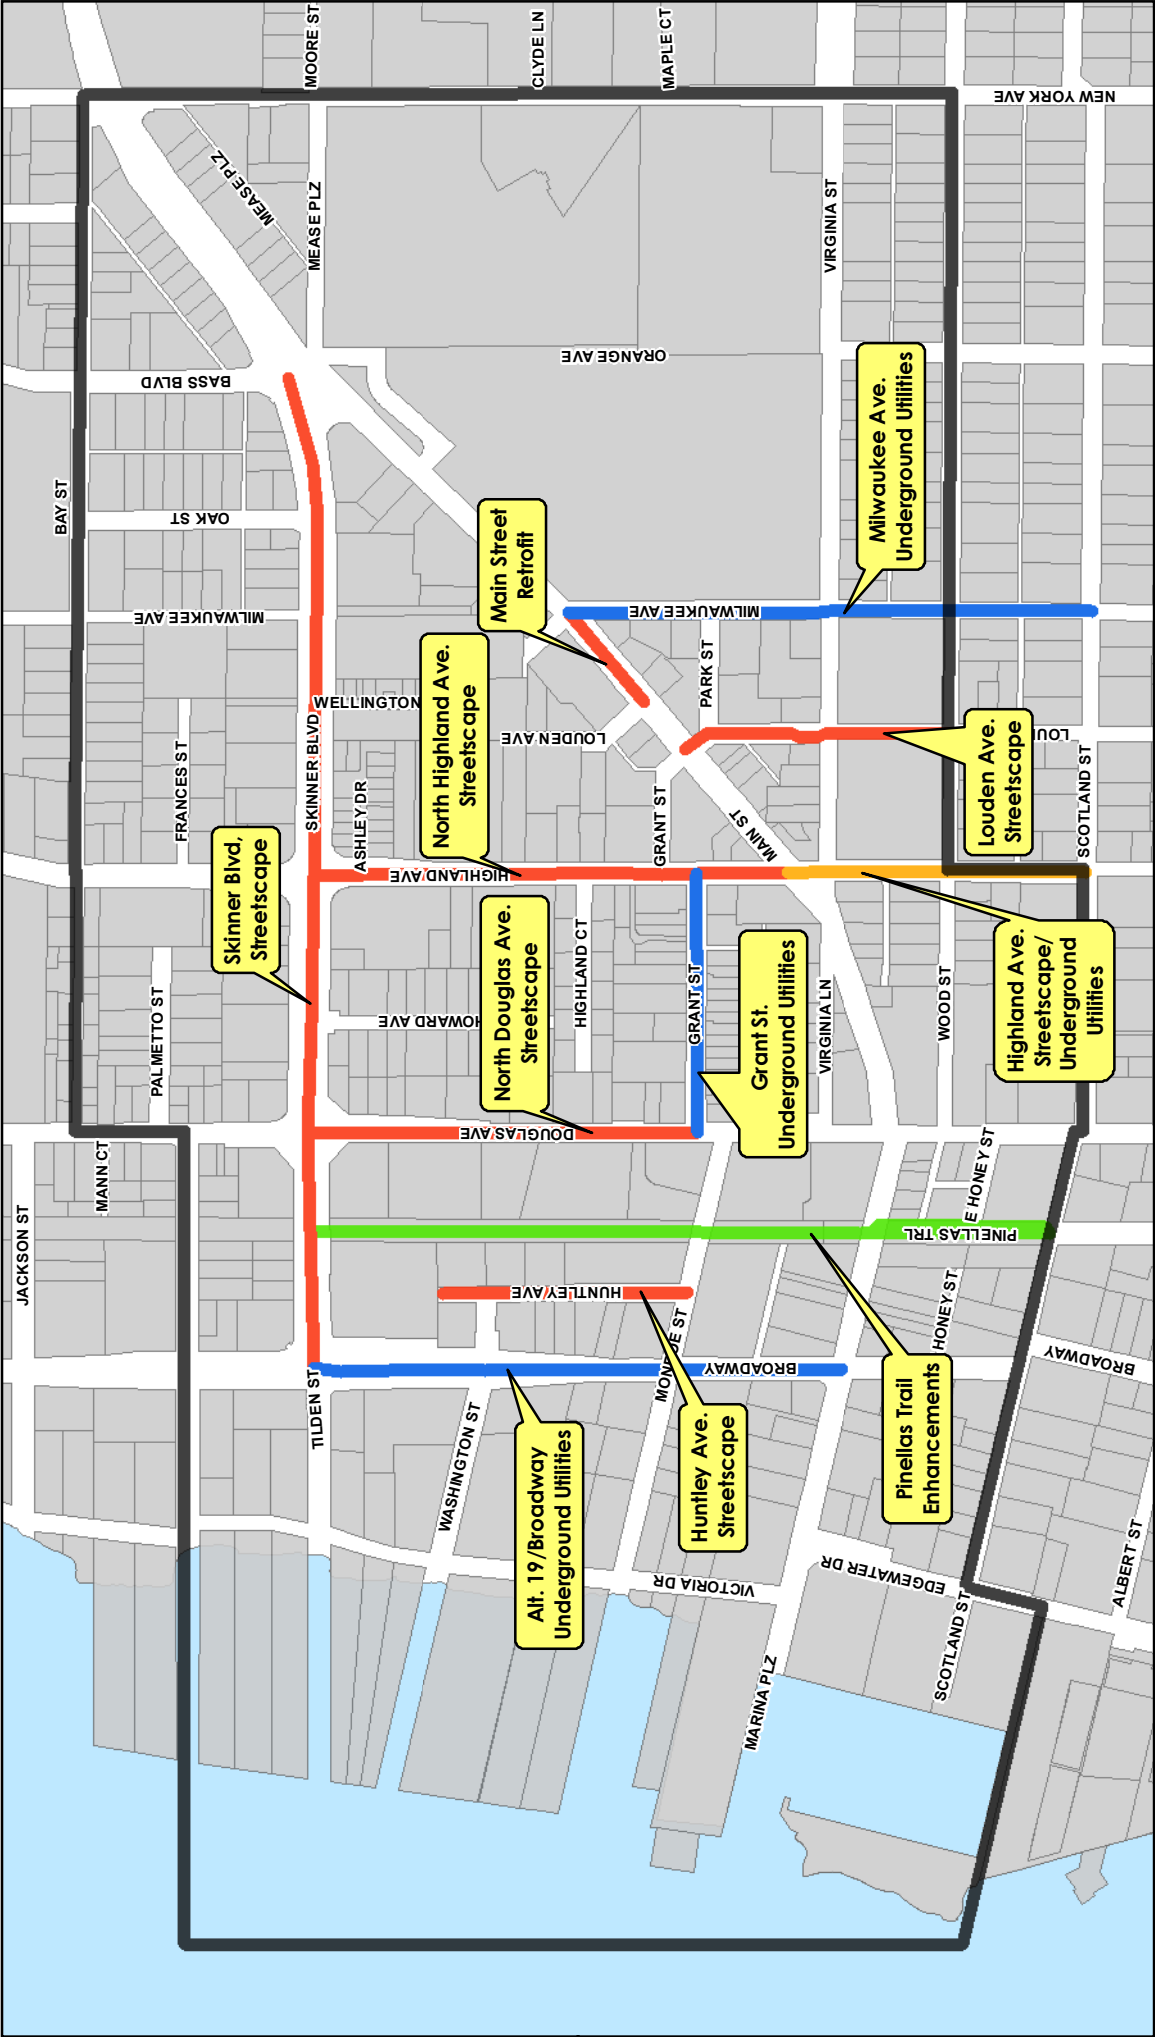 JACKSON ST
MANN CT
PALMETTO ST
FRANCES ST
BAY ST
OAK ST
MILWAUKEE AVE
BASS BLVD
MEASE PLZ
MEASE PLZ
MOORE ST
CLYDE LN
MAPLE CT
NEW YORK AVE
TILDEN ST
SKINNER BLVD
Skinner Blvd,
Streetscape
ASHLEY DR
WELLINGTON
HIGHLAND AVE
HOWARD AVE
North Highland Ave.
Streetscape
Main Street
Retrofit
North Douglas Ave.
Streetscape
DOUGLAS AVE
HIGHLAND CT
LOUDEN AVE
ORANGE AVE
MILWAUKEE AVE
WASHINGTON ST
HUNTLEY AVE
Alt. 19/Broadway
Underground Utilities
GRANT ST
GRANT ST
PARK ST
MAIN ST
MONROE ST
BROADWAY
VICTORIA DR
Huntley Ave.
Streetscape
Grant St.
Underground Utilities
VIRGINIA LN
VIRGINIA ST
Milwaukee Ave.
Underground Utilities
MARINA PLZ
EDGEWATER DR
Pinellas Trail
Enhancements
PINELLAS TRL
HONEY ST
E HONEY ST
WOOD ST
SCOTLAND ST
Highland Ave.
Streetscape/
Underground
Utilities
Louden Ave.
Streetscape
SCOTLAND ST
BROADWAY
ALBERT ST